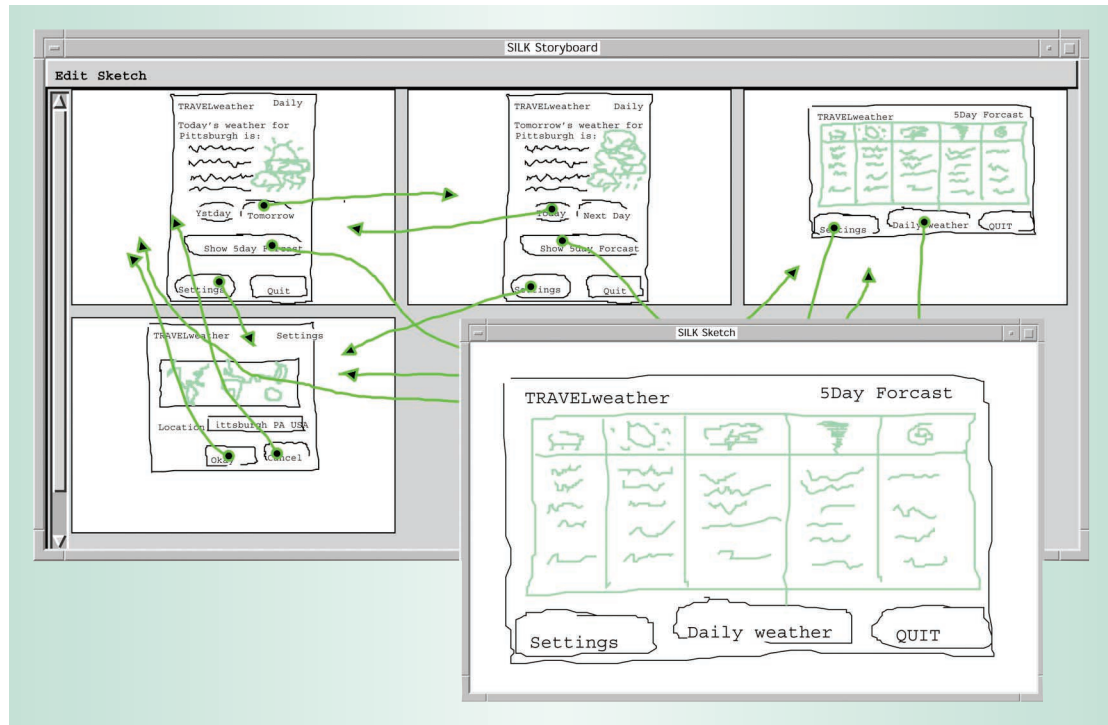 SILK Storyboard
Edit Sketch
TRAVELweather Daily
Today's weather for
Pittsburgh is:
Ystday Tomorrow
Show 5day Forcast
Settings Quit
TRAVELweather Daily
Tomorrow's weather for
Pittsburgh is:
Today Next Day
Show 5day Forcast
Settings Quit
TRAVELweather 5Day Forcast
Settings Daily weather QUIT
TRAVELweather Settings
Location ittsburgh PA USA
Okay Cancel
SILK Sketch
TRAVELweather 5Day Forcast
Settings Daily weather QUIT